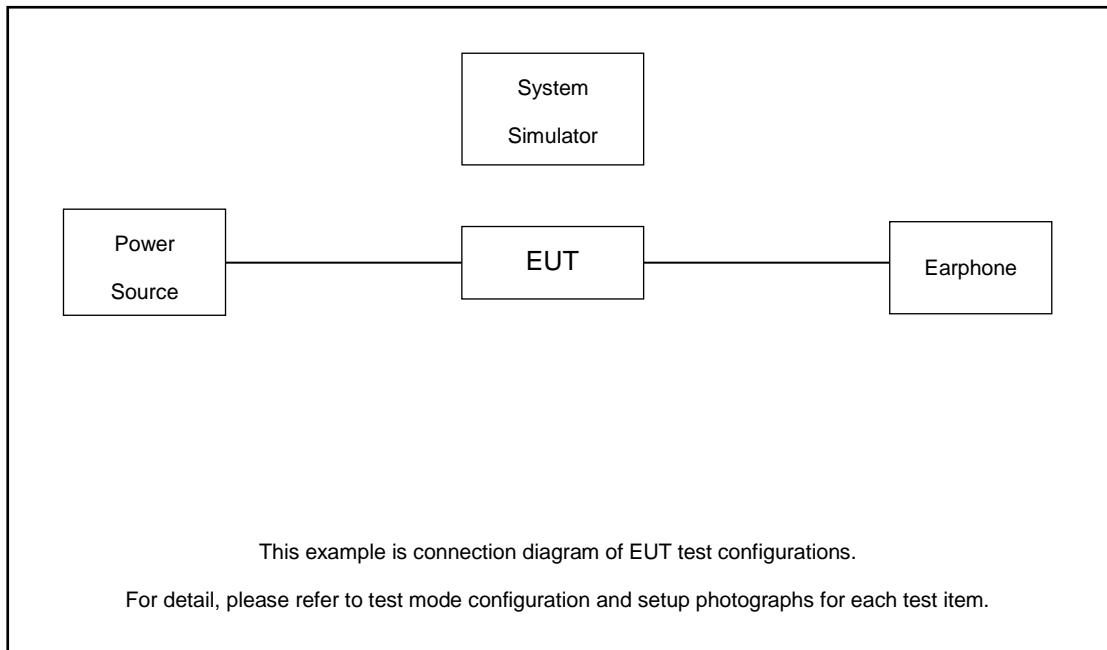 System
Simulator
Power
Source
EUT
Earphone
This example is connection diagram of EUT test configurations.
For detail, please refer to test mode configuration and setup photographs for each test item.